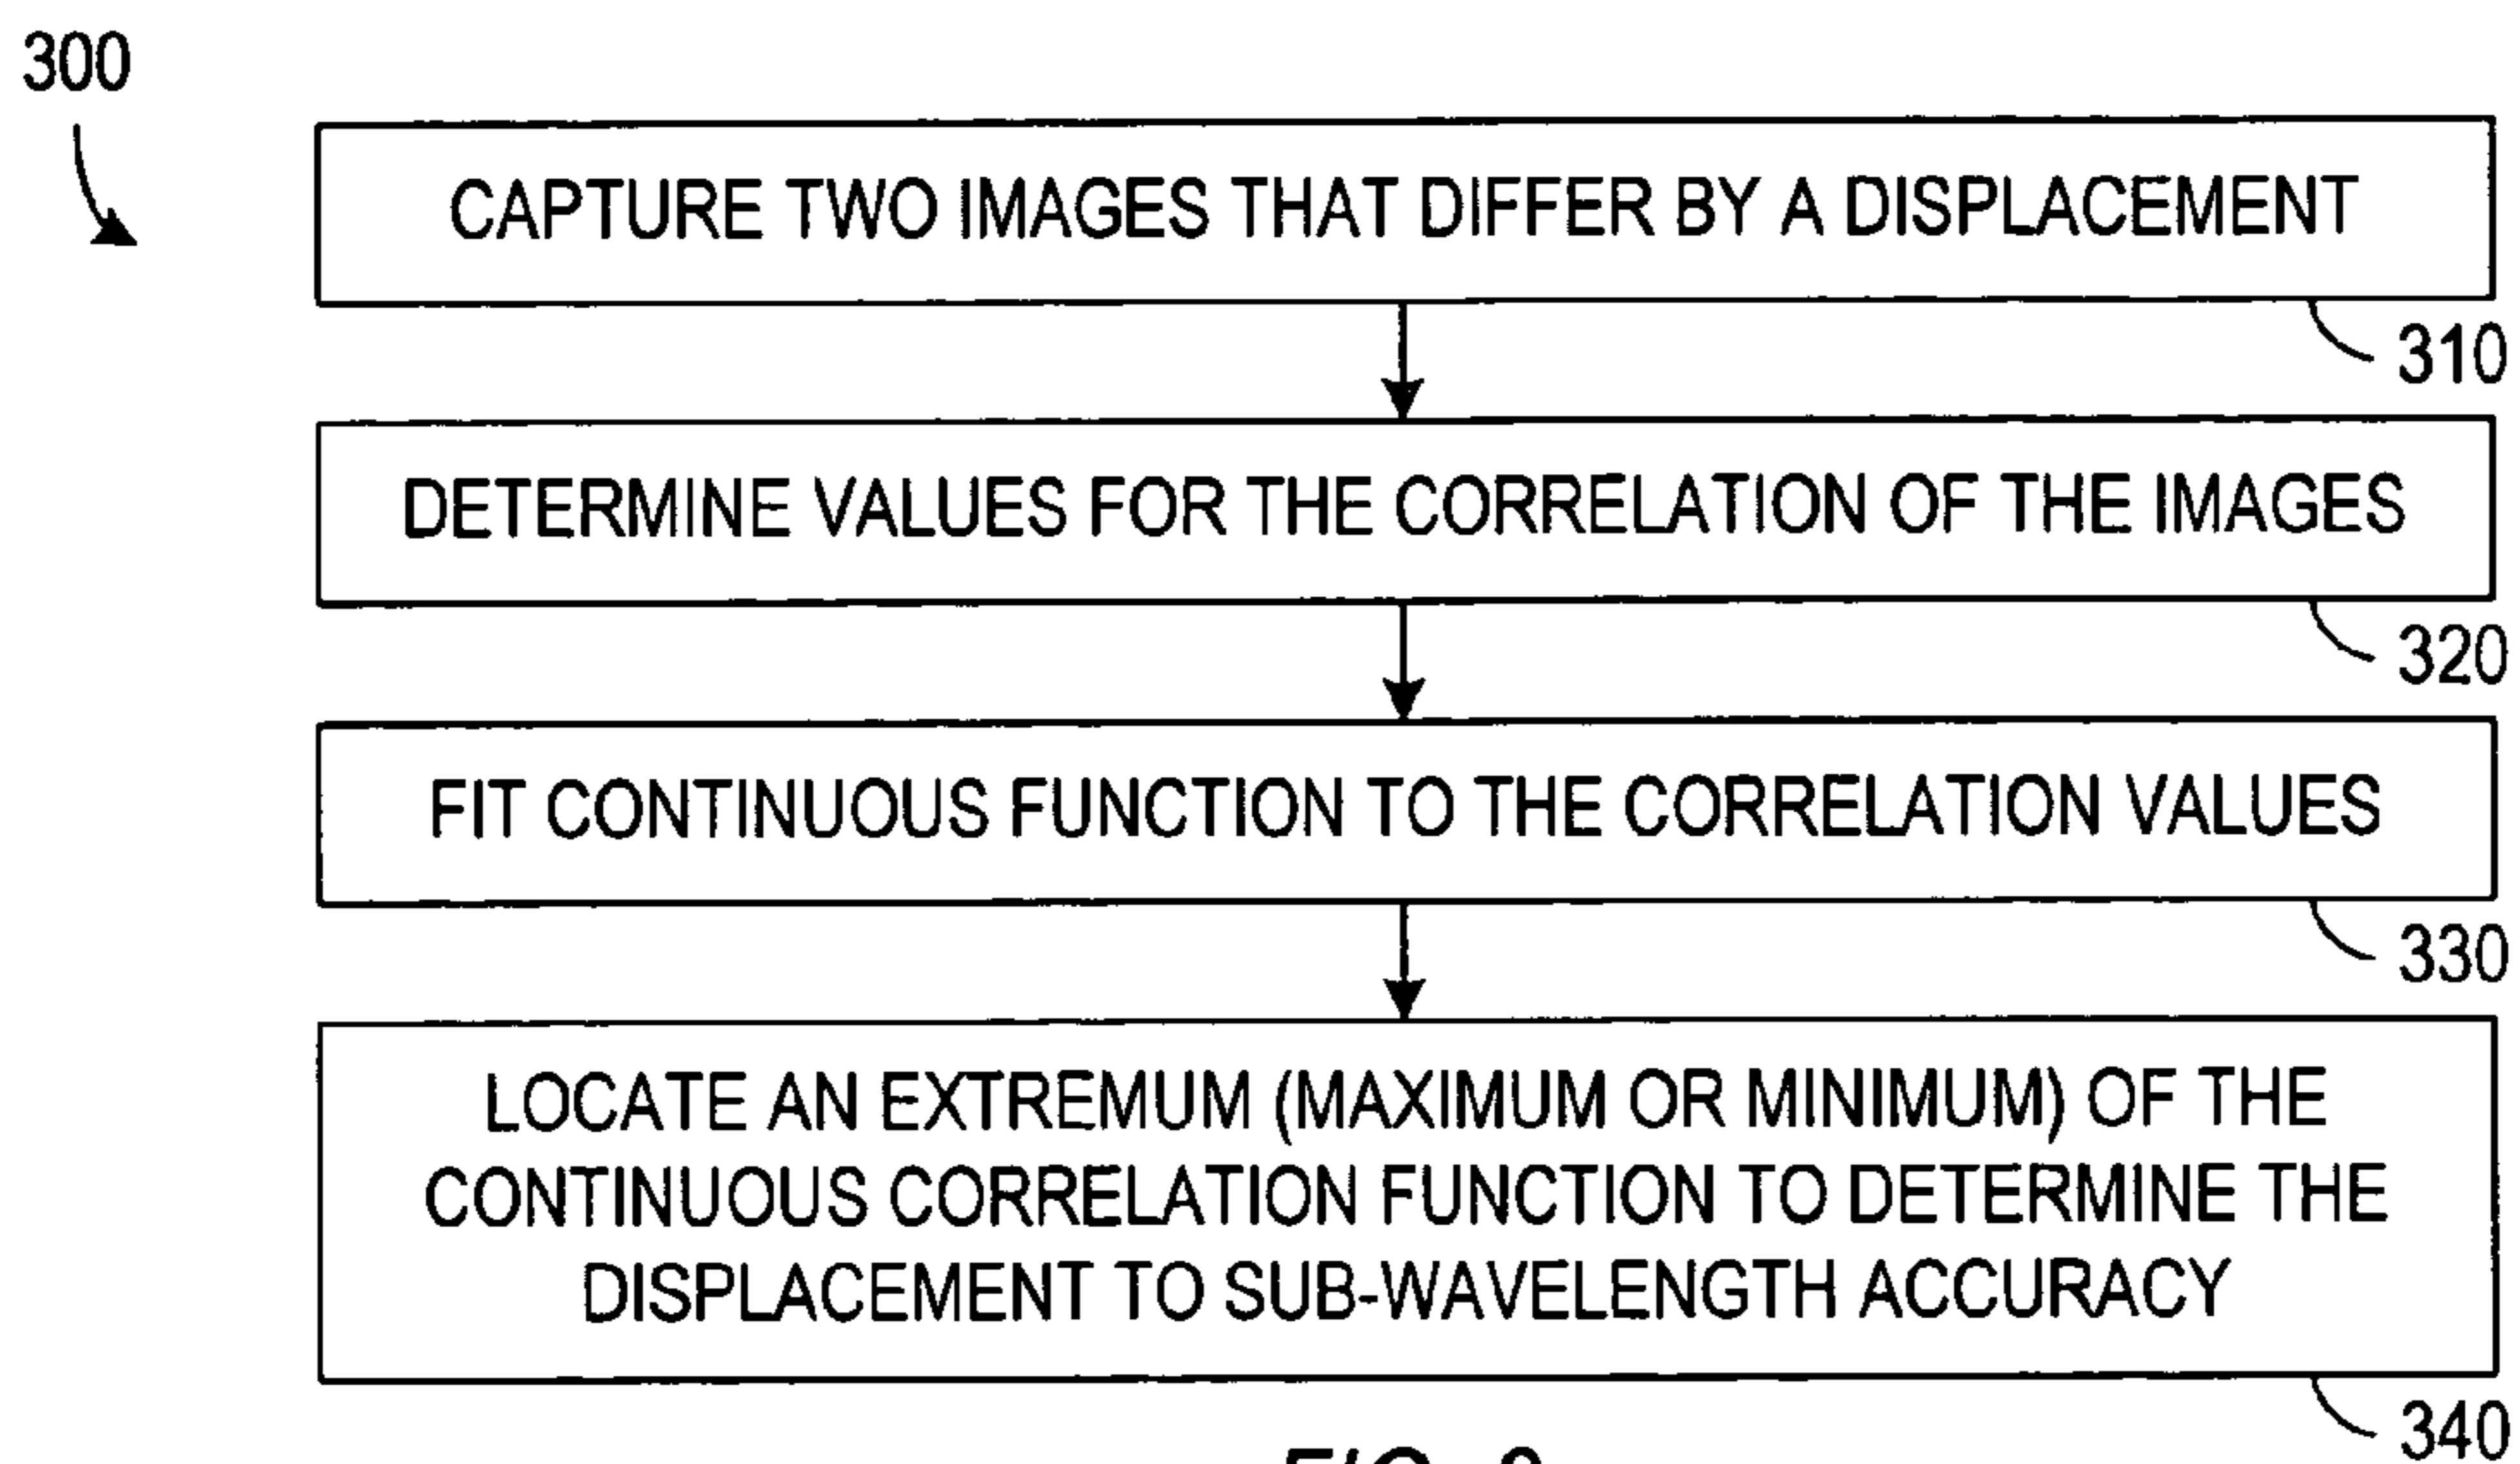 300
CAPTURE TWO IMAGES THAT DIFFER BY A DISPLACEMENT
310
DETERMINE VALUES FOR THE CORRELATION OF THE IMAGES
320
FIT CONTINUOUS FUNCTION TO THE CORRELATION VALUES
330
LOCATE AN EXTREMUM (MAXIMUM OR MINIMUM) OF THE
CONTINUOUS CORRELATION FUNCTION TO DETERMINE THE
DISPLACEMENT TO SUB-WAVELENGTH ACCURACY
340